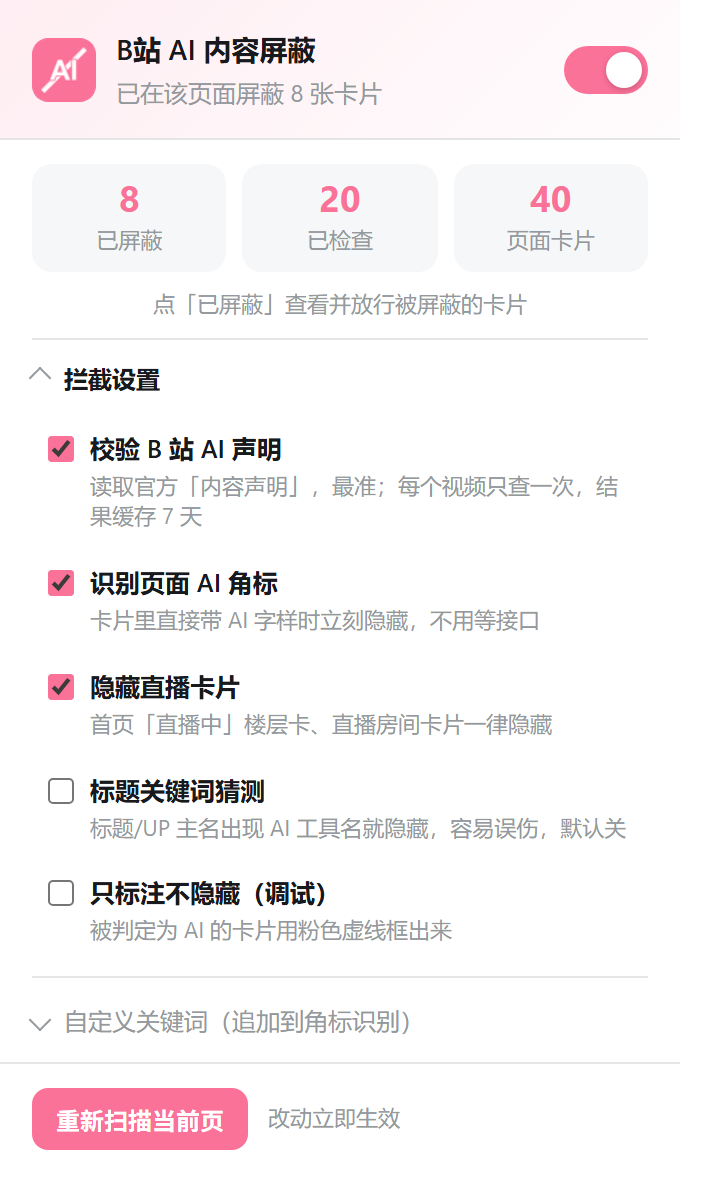 AI
B站 AI 内容屏蔽
已在该页面屏蔽 8 张卡片
8
已屏蔽
20
已检查
40
页面卡片
点「已屏蔽」查看并放行被屏蔽的卡片
拦截设置
校验 B 站 AI 声明
读取官方「内容声明」，最准；每个视频只查一次，结
果缓存 7 天
识别页面 AI 角标
卡片里直接带 AI 字样时立刻隐藏，不用等接口
隐藏直播卡片
首页「直播中」楼层卡、直播房间卡片一律隐藏
标题关键词猜测
标题/UP 主名出现 AI 工具名就隐藏，容易误伤，默认关
只标注不隐藏（调试）
被判定为 AI 的卡片用粉色虚线框出来
自定义关键词（追加到角标识别）
重新扫描当前页
改动立即生效